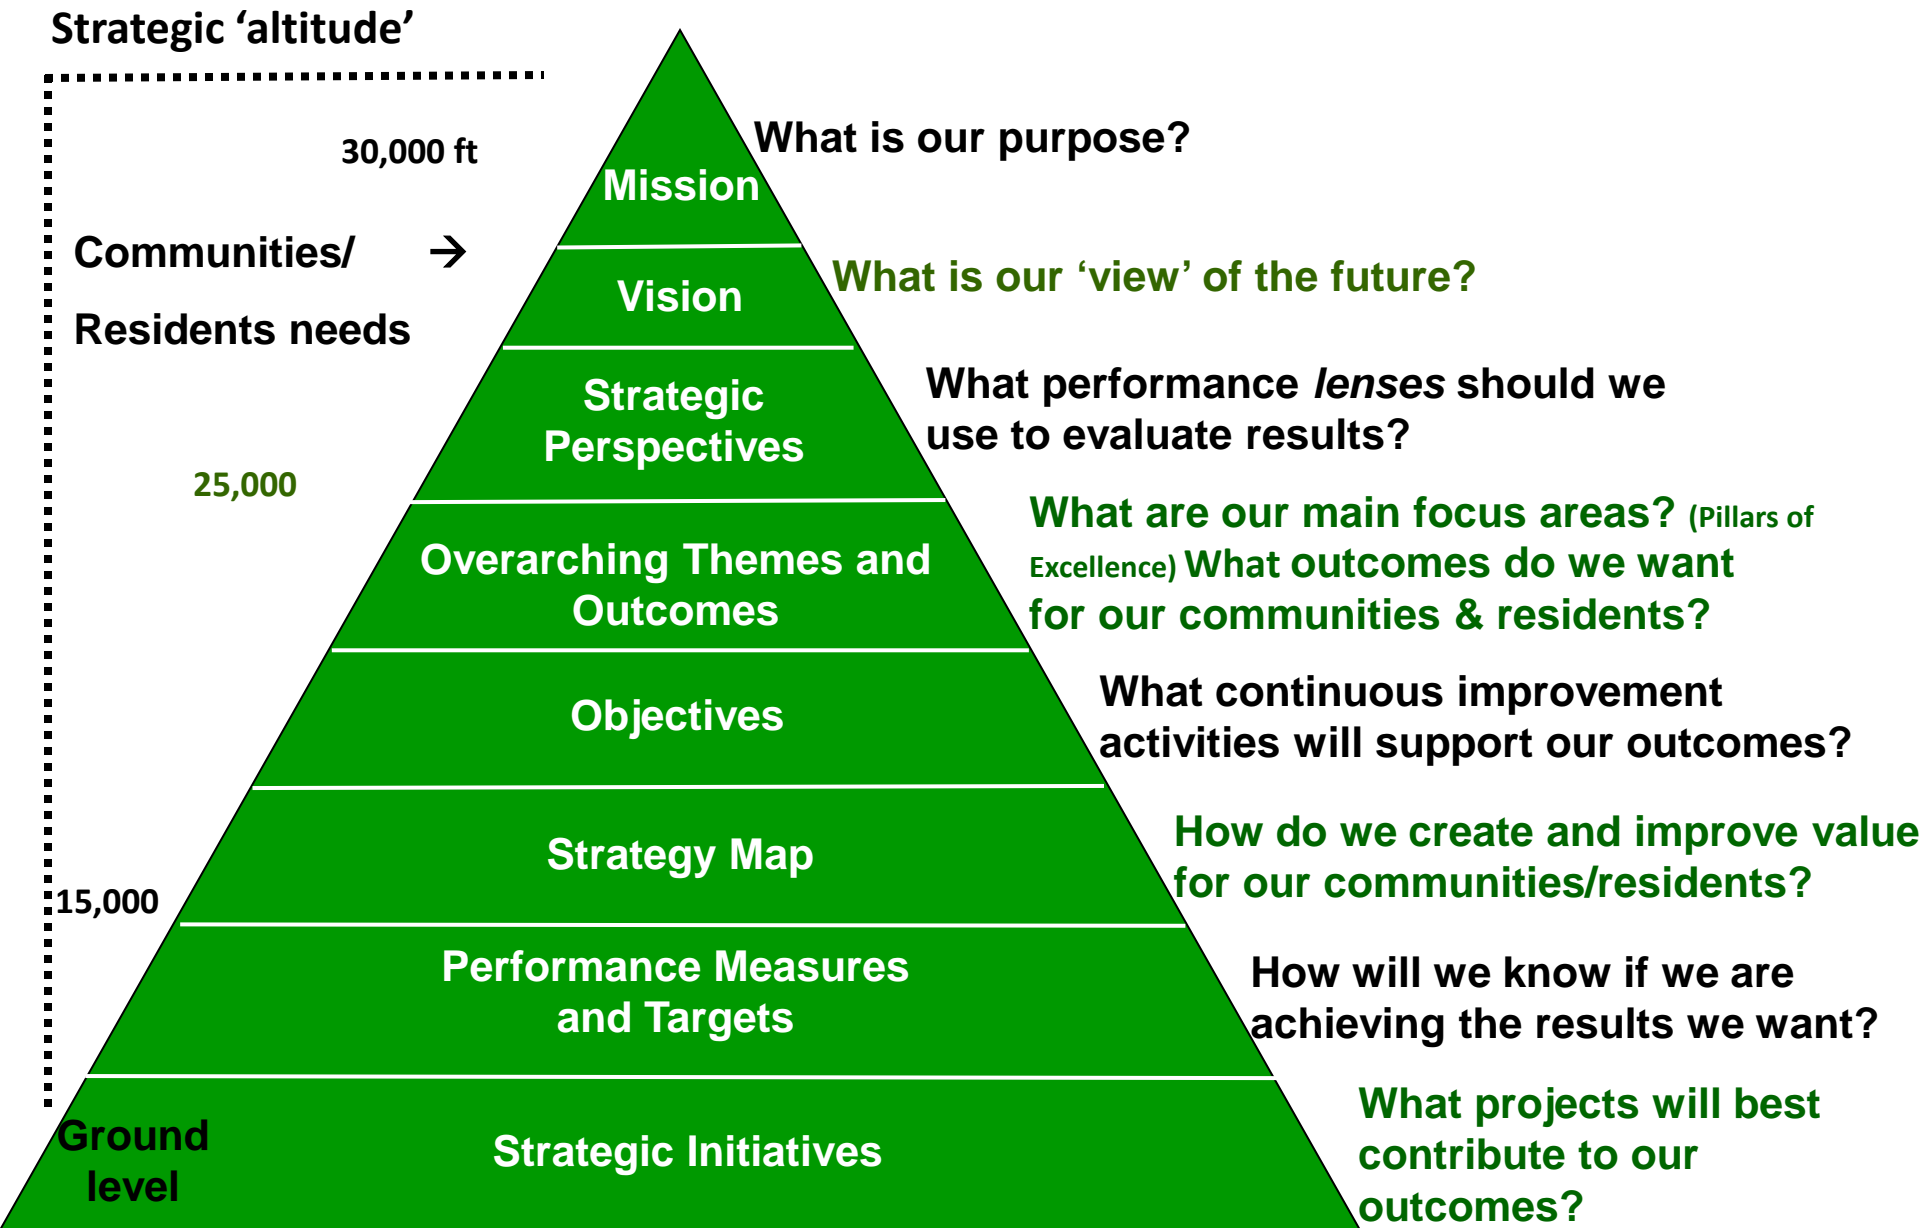 Strategic ‘altitude’
30,000 ft
What is our purpose?
Mission
Communities/ →
Residents needs
Vision
What is our ‘view’ of the future?
Strategic
Perspectives
What performance lenses should we
use to evaluate results?
25,000
Overarching Themes and
Outcomes
What are our main focus areas? (Pillars of
Excellence) What outcomes do we want
for our communities & residents?
Objectives
What continuous improvement
activities will support our outcomes?
Strategy Map
How do we create and improve value
for our communities/residents?
15,000
Performance Measures
and Targets
How will we know if we are
achieving the results we want?
Ground
level
Strategic Initiatives
What projects will best
contribute to our
outcomes?